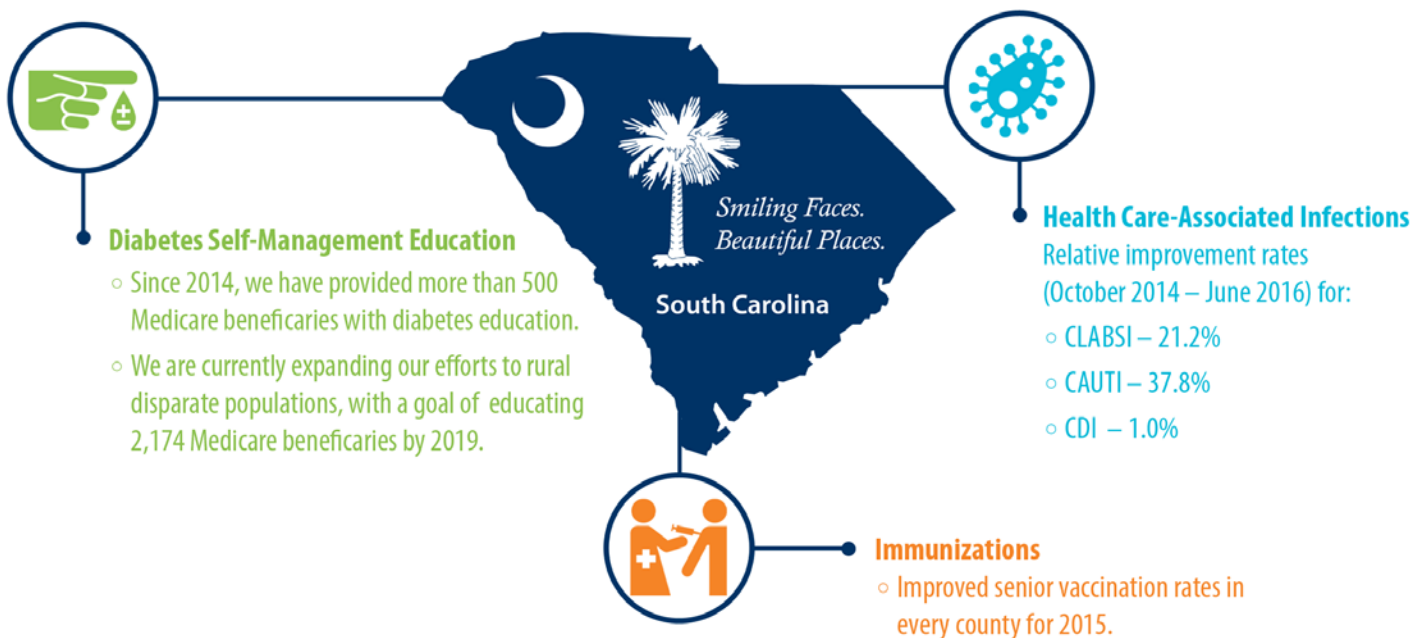 Smiling Faces.
Beautiful Places.
South Carolina
Diabetes Self-Management Education
○ Since 2014, we have provided more than 500
Medicare beneficaries with diabetes education.
○ We are currently expanding our efforts to rural
disparate populations, with a goal of educating
2,174 Medicare beneficaries by 2019.
Health Care-Associated Infections
Relative improvement rates
(October 2014 – June 2016) for:
○ CLABSI – 21.2%
○ CAUTI – 37.8%
○ CDI – 1.0%
Immunizations
○ Improved senior vaccination rates in
every county for 2015.